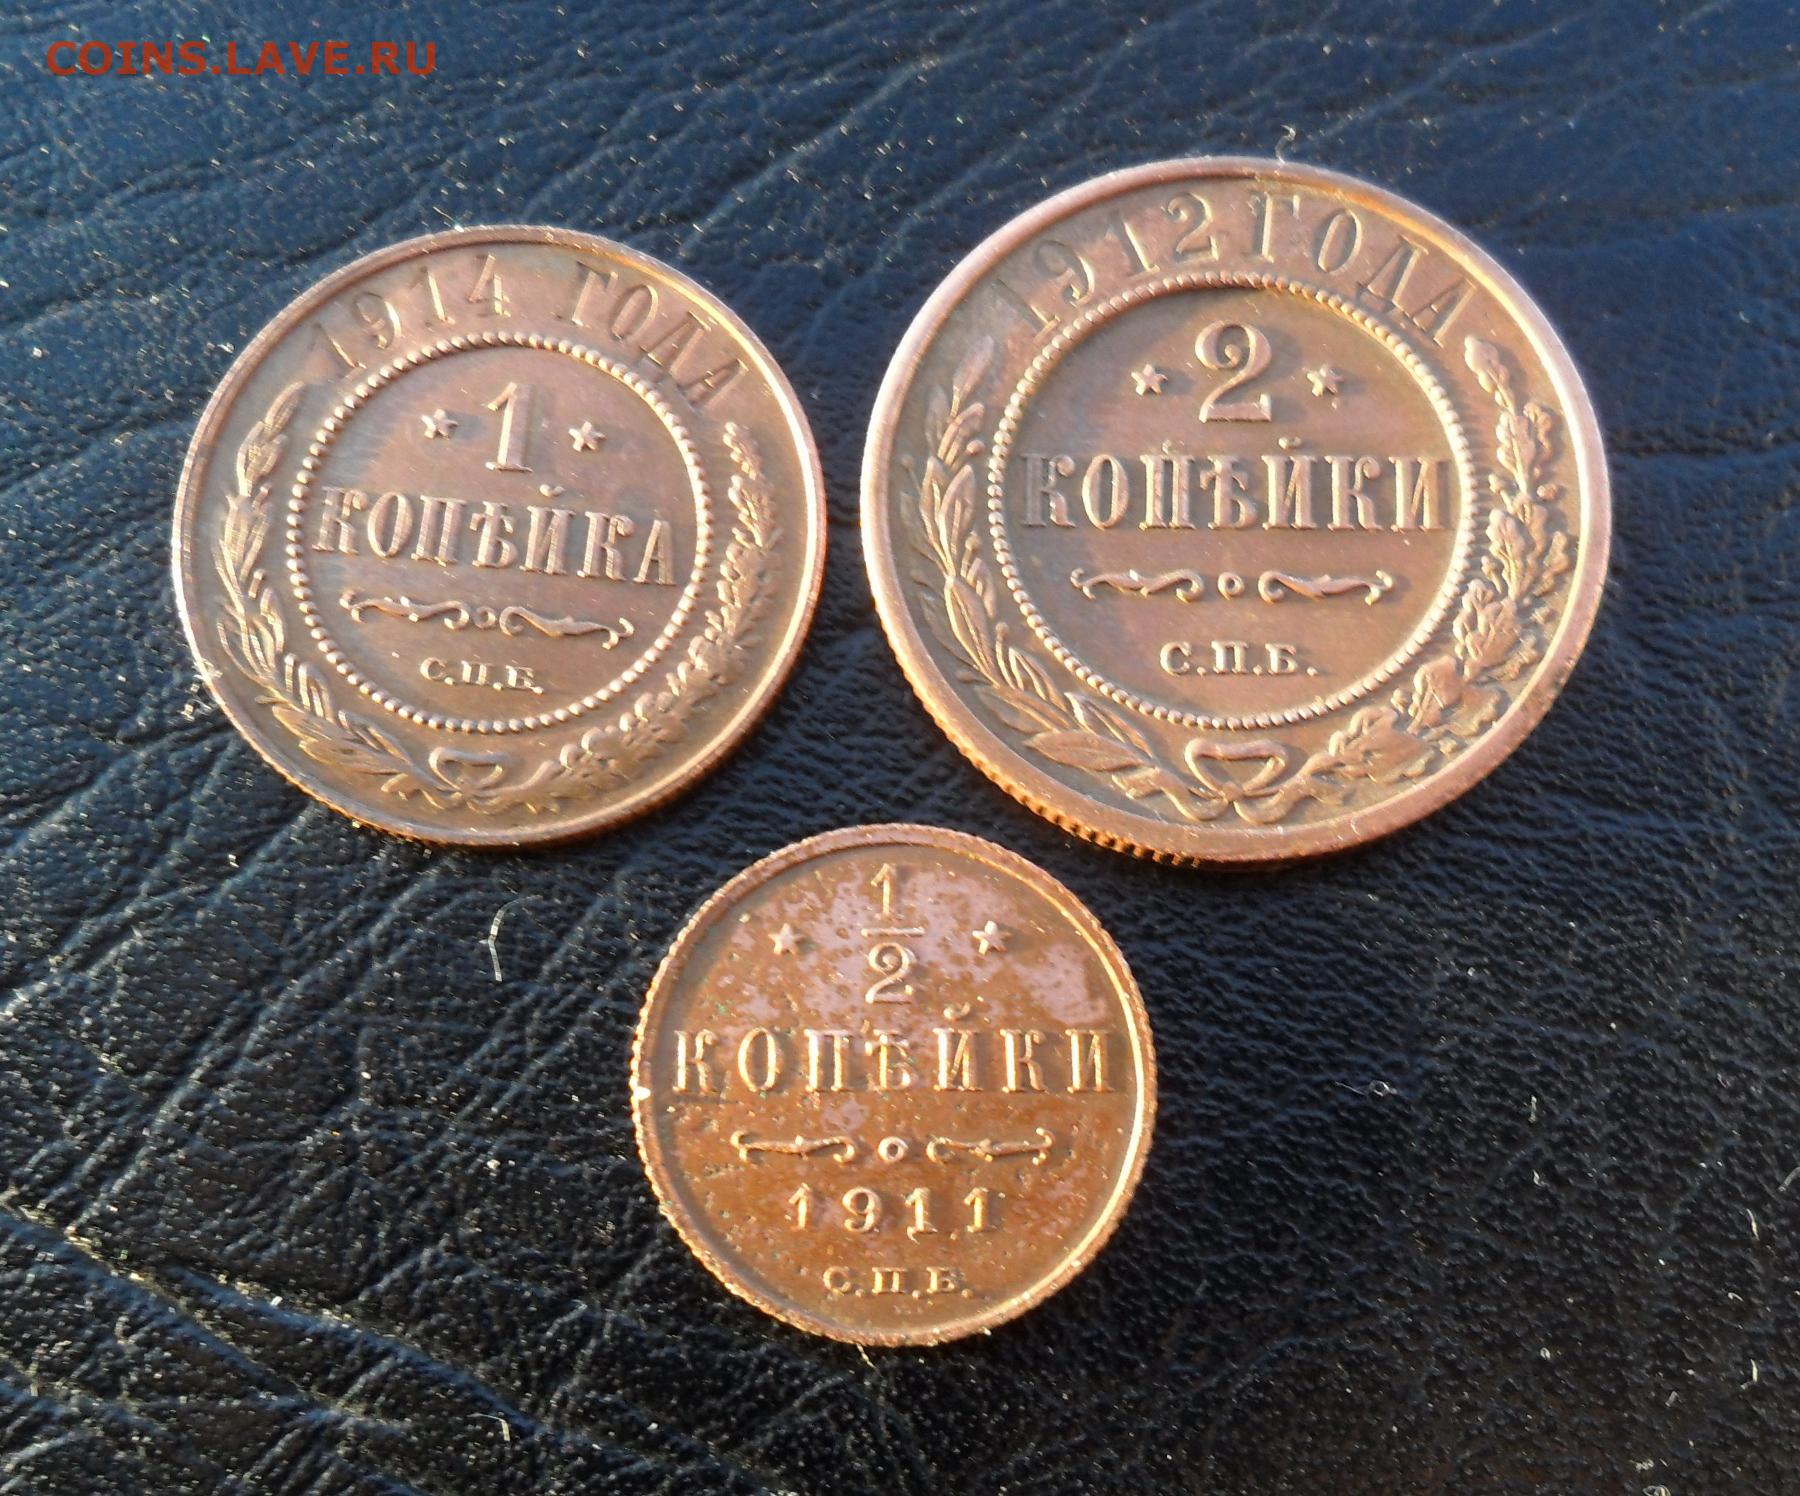 COINS.LAVE.RU
1914 ГОДА
* 1 *
КОПѢЙКА
С.П.Б.
1912 ГОДА
* 2 *
КОПѢЙКИ
С.П.Б.
* 1/2 *
КОПѢЙКИ
1911
С.П.Б.